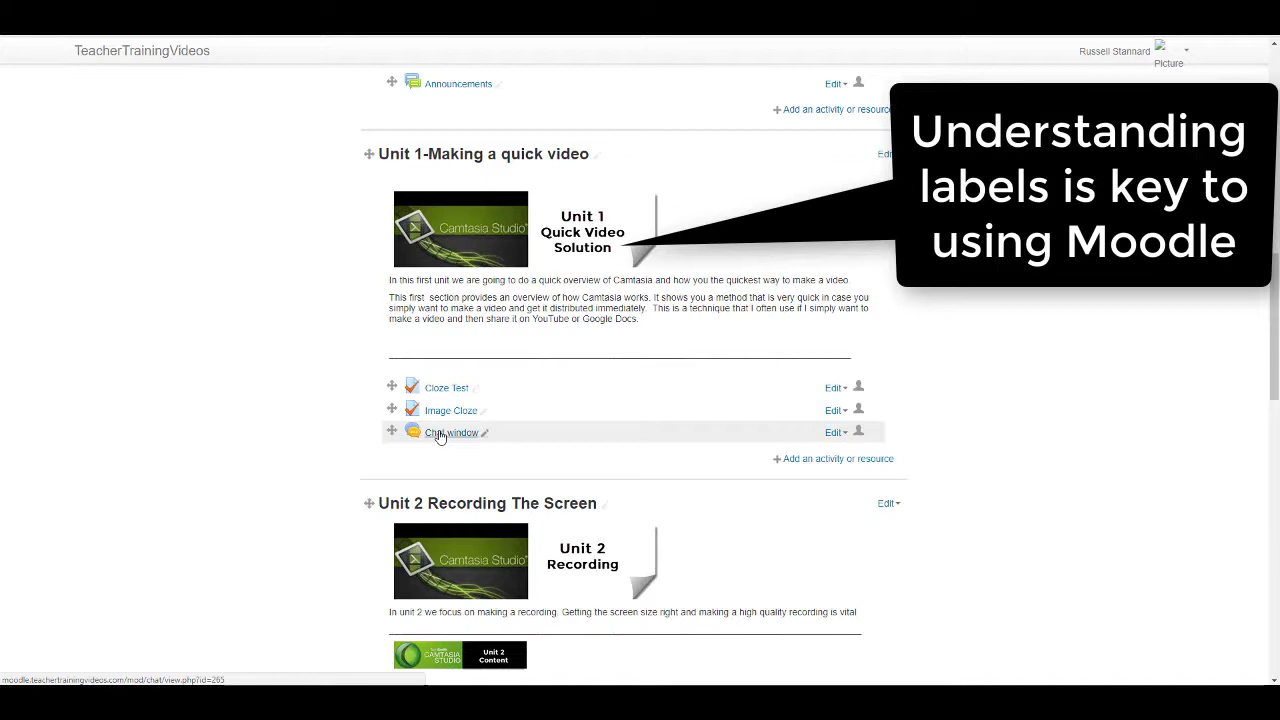 TeacherTrainingVideos
Russell Stannard
Picture
Announcements
Edit
Add an activity or resource
Understanding
labels is key to
using Moodle
Unit 1-Making a quick video
Edit
Camtasia Studio
Unit 1
Quick Video
Solution
In this first unit we are going to do a quick overview of Camtasia and how you the quickest way to make a video.
This first section provides an overview of how Camtasia works. It shows you a method that is very quick in case you
simply want to make a video and get it distributed immediately. This is a technique that I often use if I simply want to
make a video and then share it on YouTube or Google Docs.
Cloze Test
Edit
Image Cloze
Edit
Chat window
Edit
Add an activity or resource
Unit 2 Recording The Screen
Edit
Camtasia Studio
Unit 2
Recording
In unit 2 we focus on making a recording. Getting the screen size right and making a high quality recording is vital
CAMTASIA
STUDIO
Unit 2
Content
moodle.teachertrainingvideos.com/mod/chat/view.php?id=265